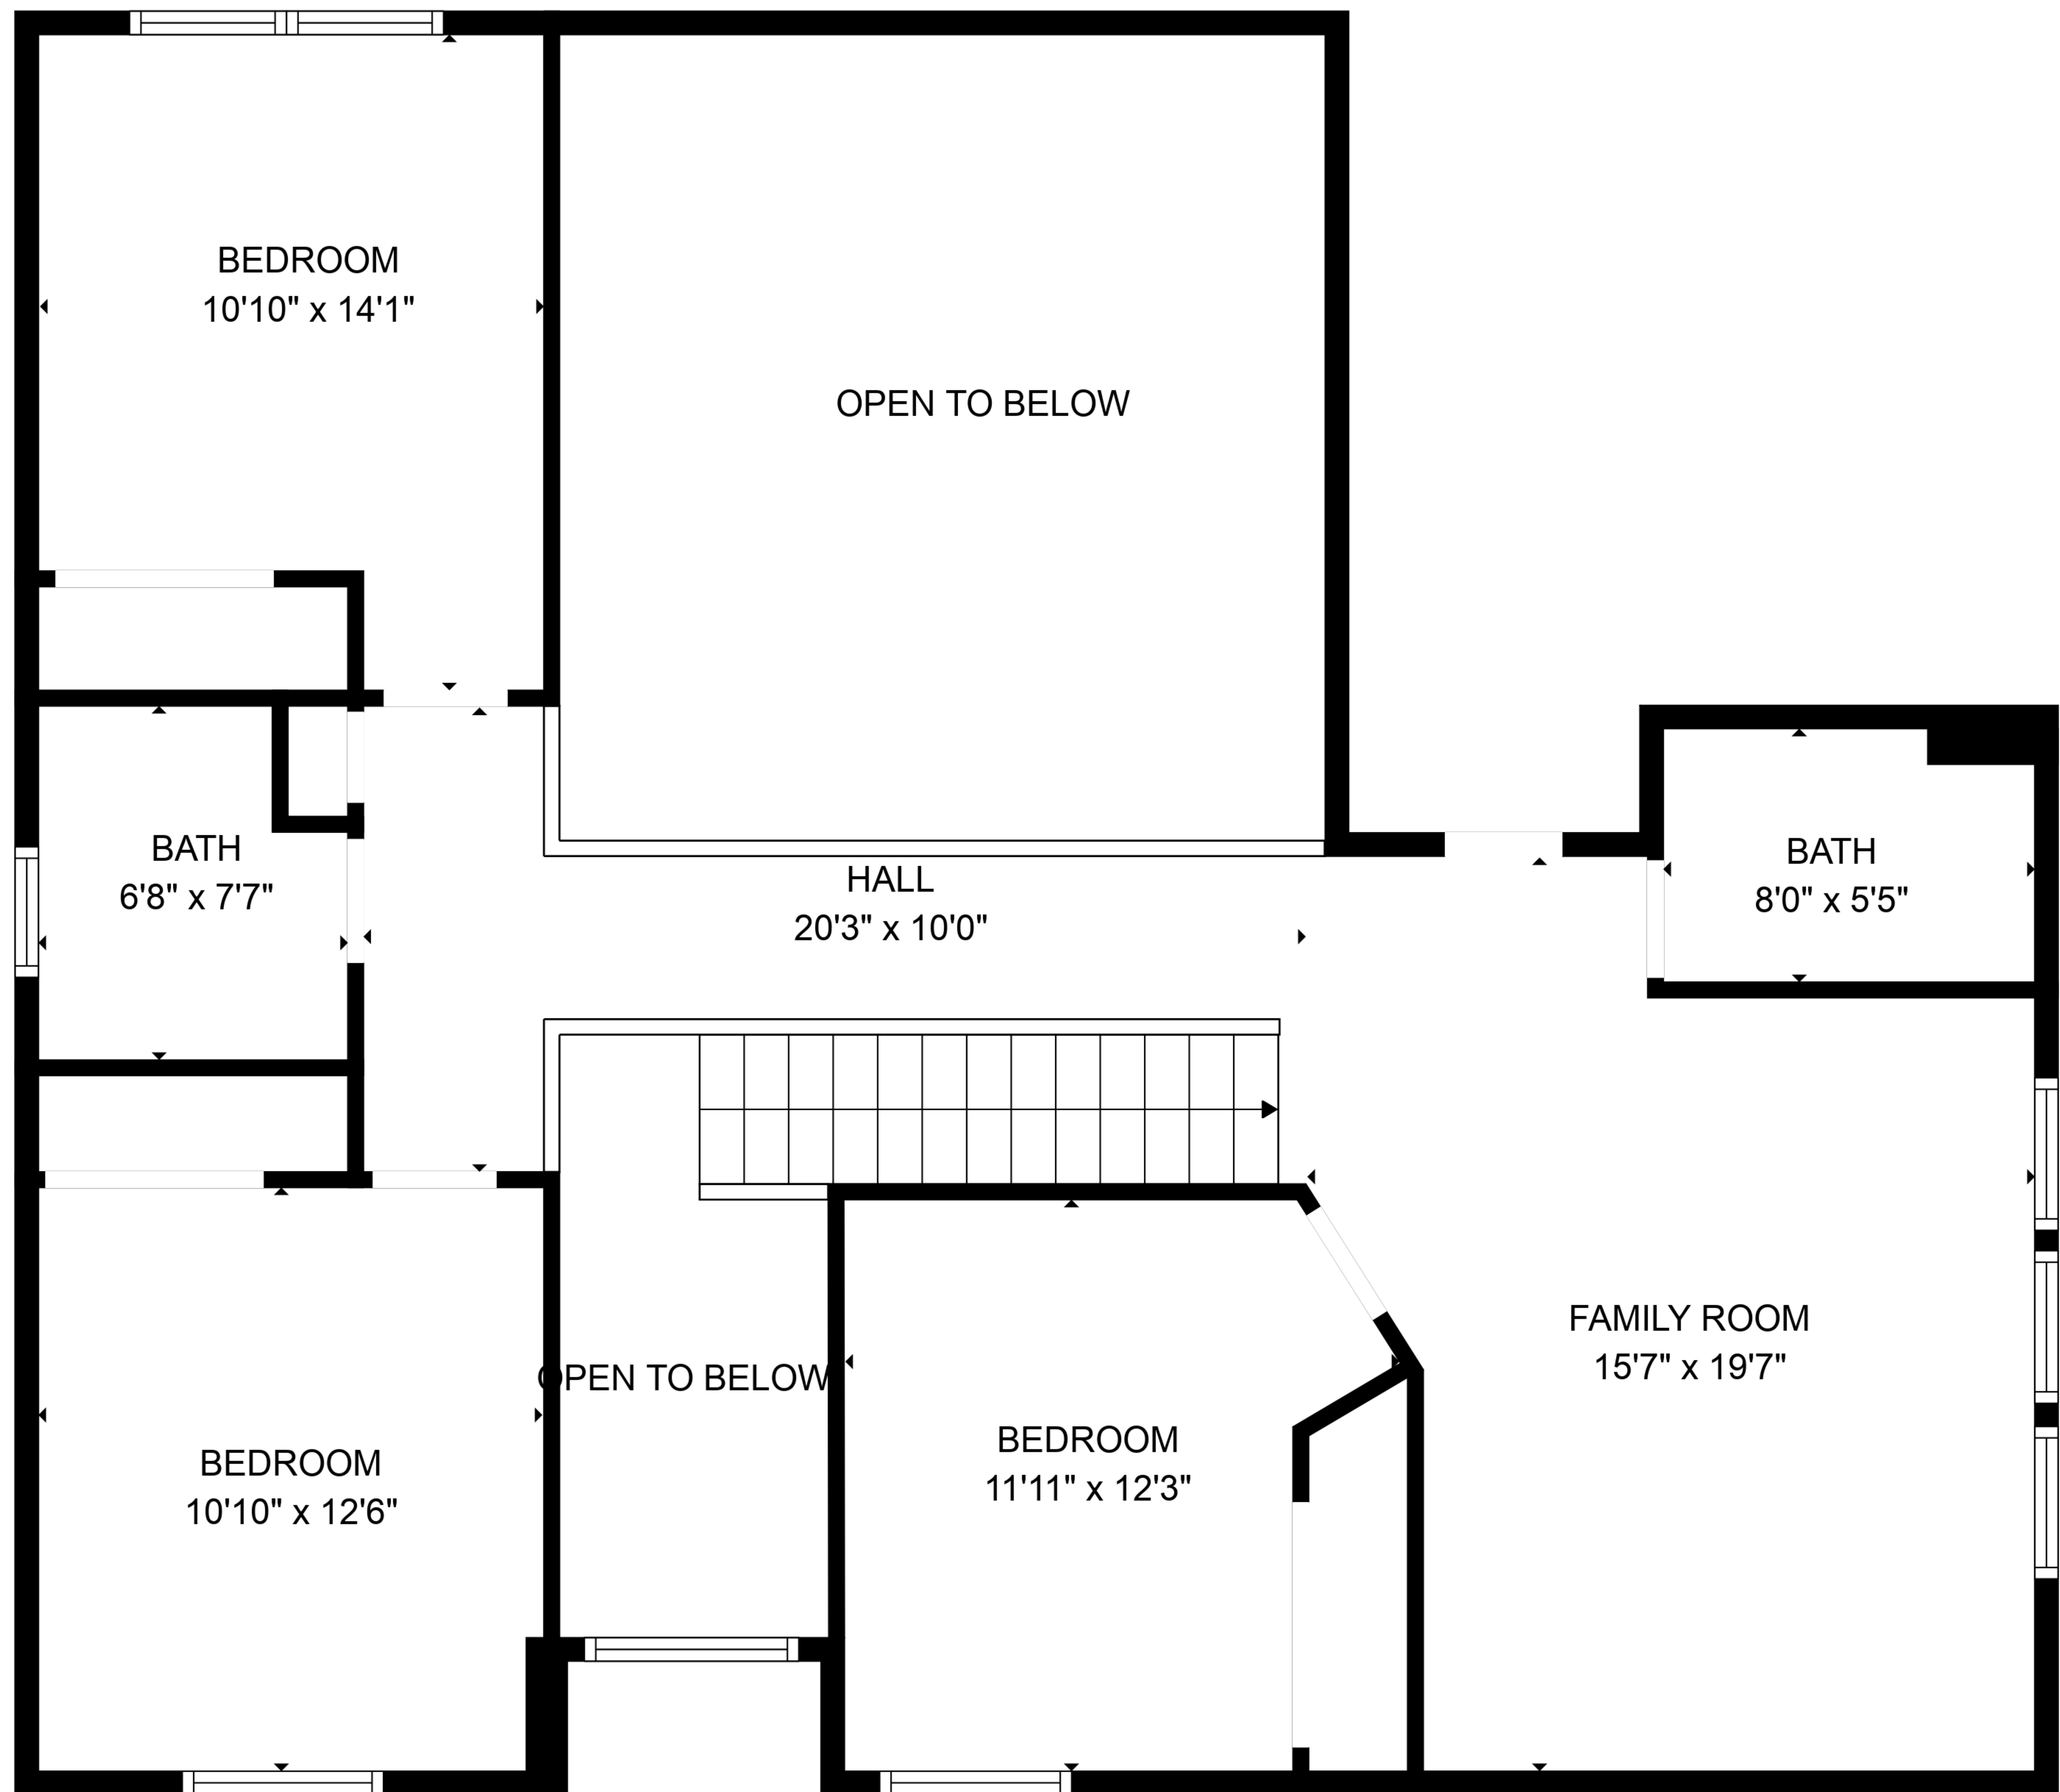 BEDROOM
10'10" x 14'1"
OPEN TO BELOW
BATH
6'8" x 7'7"
HALL
20'3" x 10'0"
BATH
8'0" x 5'5"
FAMILY ROOM
15'7" x 19'7"
OPEN TO BELOW
BEDROOM
11'11" x 12'3"
BEDROOM
10'10" x 12'6"